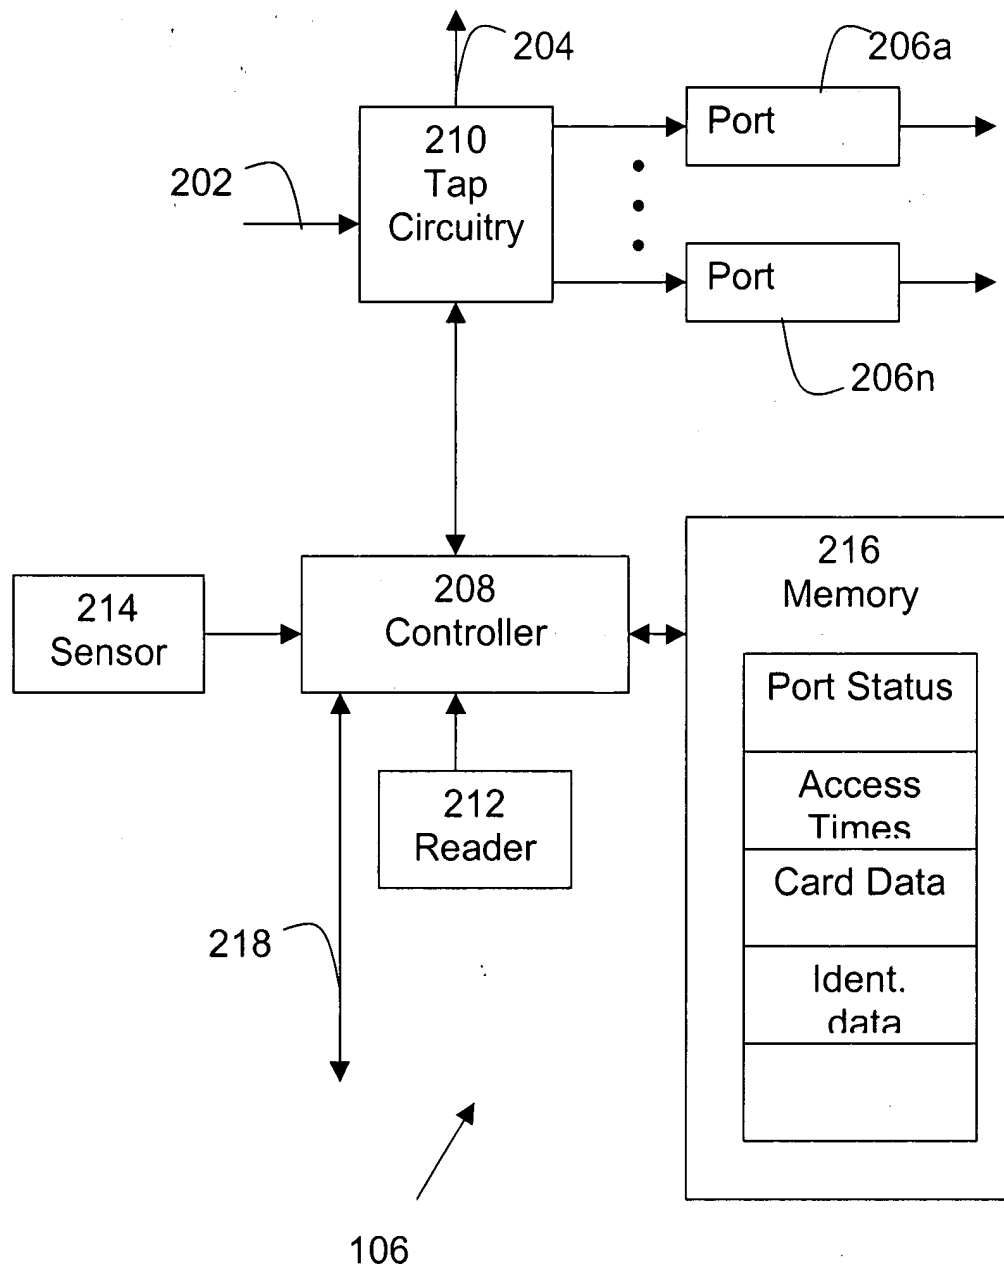 204
206a
210
Tap
Circuitry
Port
202
Port
206n
216
Memory
208
Controller
214
Sensor
Port Status
Access
Times
212
Reader
Card Data
218
Ident.
data
106